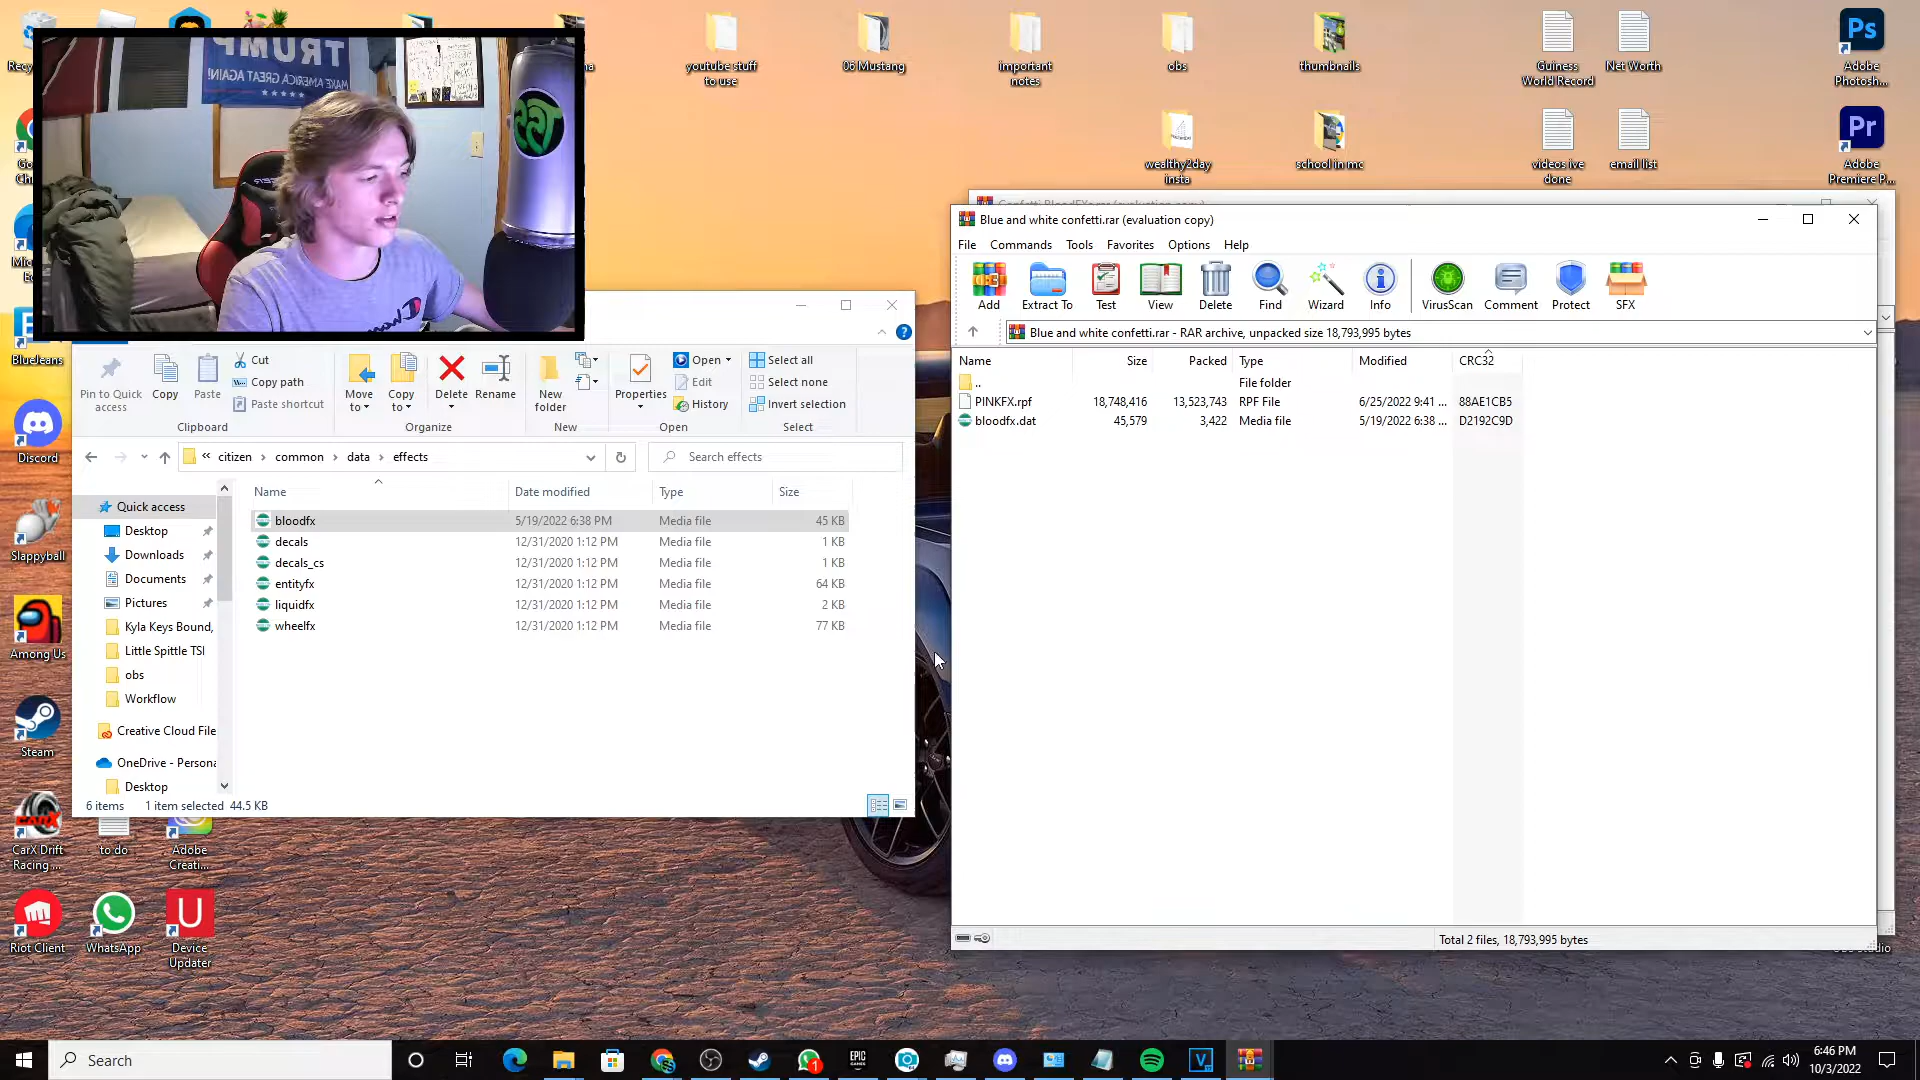 TRUMP
MAKE AMERICA GREAT AGAIN!
youtube stuff
to use
06 Mustang
important
notes
obs
thumbnails
Guiness
World Record
Net Worth
Adobe
Photosh...
wealthy2day
insta
school in mc
videos ive
done
email list
Adobe
Premiere P...
Blue and white confetti.rar (evaluation copy)
File Commands Tools Favorites Options Help
Add Extract To Test View Delete Find Wizard Info VirusScan Comment Protect SFX
Blue and white confetti.rar - RAR archive, unpacked size 18,793,995 bytes
Name Size Packed Type Modified CRC32
.. File folder
PINKFX.rpf 18,748,416 13,523,743 RPF File 6/25/2022 9:41 ... 88AE1CB5
bloodfx.dat 45,579 3,422 Media file 5/19/2022 6:38 ... D2192C9D
Total 2 files, 18,793,995 bytes
Pin to Quick
access
Copy
Paste
Cut
Copy path
Paste shortcut
Clipboard
Move
to
Copy
to
Delete
Rename
Organize
New
folder
New
Properties
Open
Edit
History
Open
Select all
Select none
Invert selection
Select
« citizen > common > data > effects
Search effects
Name Date modified Type Size
bloodfx 5/19/2022 6:38 PM Media file 45 KB
decals 12/31/2020 1:12 PM Media file 1 KB
decals_cs 12/31/2020 1:12 PM Media file 1 KB
entityfx 12/31/2020 1:12 PM Media file 64 KB
liquidfx 12/31/2020 1:12 PM Media file 2 KB
wheelfx 12/31/2020 1:12 PM Media file 77 KB
Quick access
Desktop
Downloads
Documents
Pictures
Kyla Keys Bound,
Little Spittle TSI
obs
Workflow
Creative Cloud File
OneDrive - Persona
Desktop
6 items 1 item selected 44.5 KB
BlueJeans
Discord
Slappyball
Among Us
Steam
CarX Drift
Racing ...
to do
Adobe
Creati...
Riot Client
WhatsApp
Device
Updater
Search
6:46 PM
10/3/2022